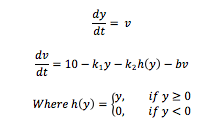 dy/dt = v
dv/dt = 10 − k₁y − k₂h(y) − bv
Where h(y) = {y, if y ≥ 0
{0, if y < 0